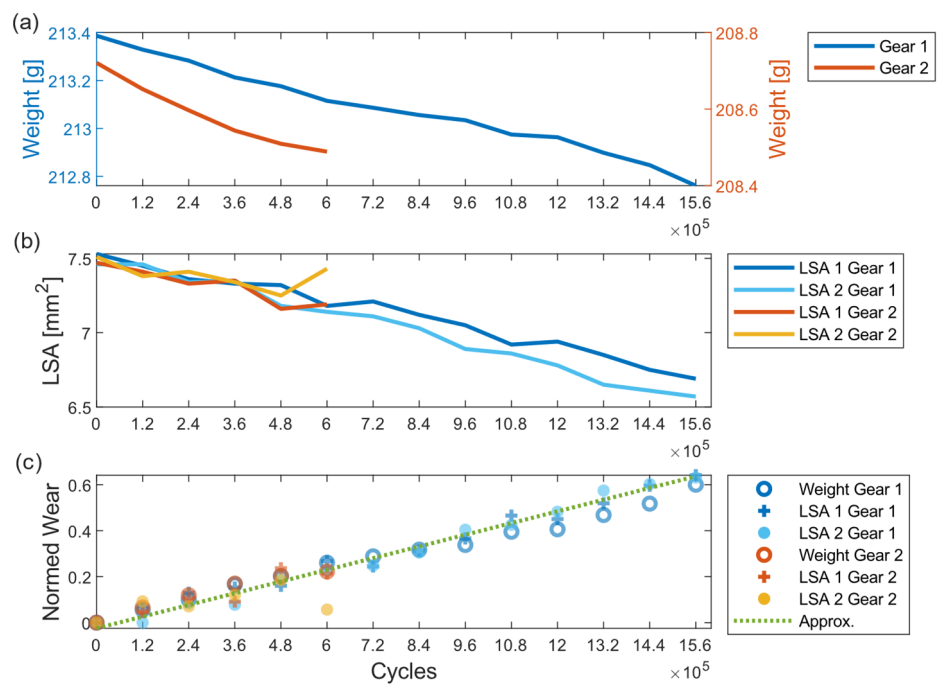 (a)
213.4
213.2
213
212.8
Weight [g]
208.8
208.6
208.4
Weight [g]
0 1.2 2.4 3.6 4.8 6 7.2 8.4 9.6 10.8 12 13.2 14.4 15.6
×10^5
Gear 1
Gear 2
(b)
7.5
7
6.5
LSA [mm^2]
0 1.2 2.4 3.6 4.8 6 7.2 8.4 9.6 10.8 12 13.2 14.4 15.6
×10^5
LSA 1 Gear 1
LSA 2 Gear 1
LSA 1 Gear 2
LSA 2 Gear 2
(c)
0.6
0.4
0.2
0
Normed Wear
0 1.2 2.4 3.6 4.8 6 7.2 8.4 9.6 10.8 12 13.2 14.4 15.6
Cycles
×10^5
Weight Gear 1
LSA 1 Gear 1
LSA 2 Gear 1
Weight Gear 2
LSA 1 Gear 2
LSA 2 Gear 2
Approx.